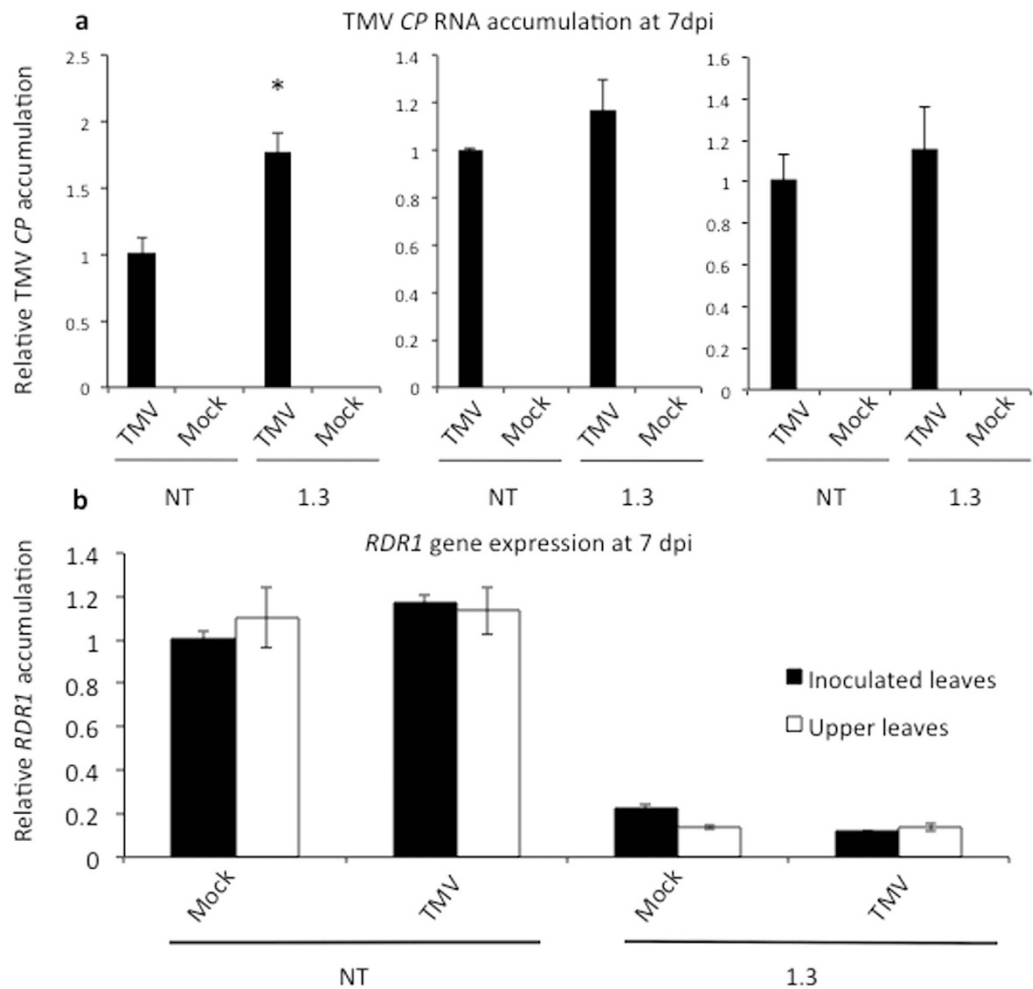 a
TMV CP RNA accumulation at 7dpi
Relative TMV CP accumulation
2.5
2
1.5
1
0.5
0
*
TMV
Mock
TMV
Mock
NT
1.3
1.4
1.2
1
0.8
0.6
0.4
0.2
0
TMV
Mock
TMV
Mock
NT
1.3
1.6
1.4
1.2
1
0.8
0.6
0.4
0.2
0
TMV
Mock
TMV
Mock
NT
1.3
b
RDR1 gene expression at 7 dpi
Relative RDR1 accumulation
1.4
1.2
1
0.8
0.6
0.4
0.2
0
Inoculated leaves
Upper leaves
Mock
TMV
Mock
TMV
NT
1.3